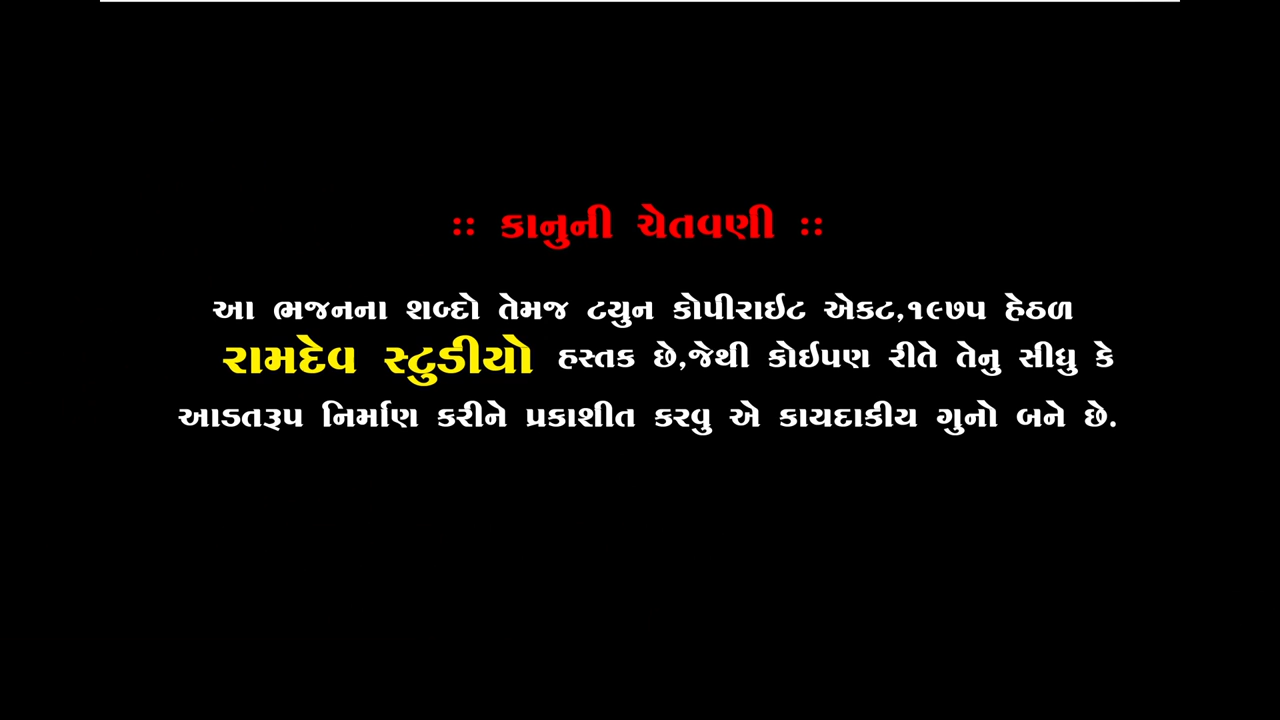 :: કાનુની ચેતવણી ::
આ ભજનના શબ્દો તેમજ ટયુન કોપીરાઈટ એકટ,૧૯૭૫ હેઠળ
રામદેવ સ્ટુડીયો હસ્તક છે,જેથી કોઈપણ રીતે તેનુ સીધુ કે
આડતરૂપ નિર્માણ કરીને પ્રકાશીત કરવુ એ કાયદાકીય ગુનો બને છે.